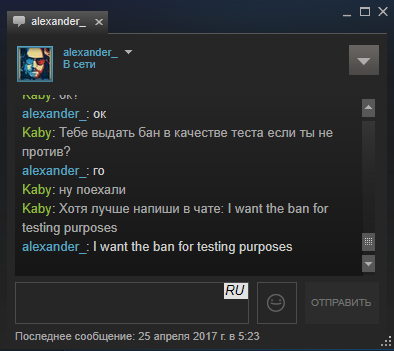 alexander_
alexander_
В сети
Kaby: ок?
alexander_: ок
Kaby: Тебе выдать бан в качестве теста если ты не
против?
alexander_: го
Kaby: ну поехали
Kaby: Хотя лучше напиши в чате: I want the ban for
testing purposes
alexander_: I want the ban for testing purposes
RU
ОТПРАВИТЬ
Последнее сообщение: 25 апреля 2017 г. в 5:23